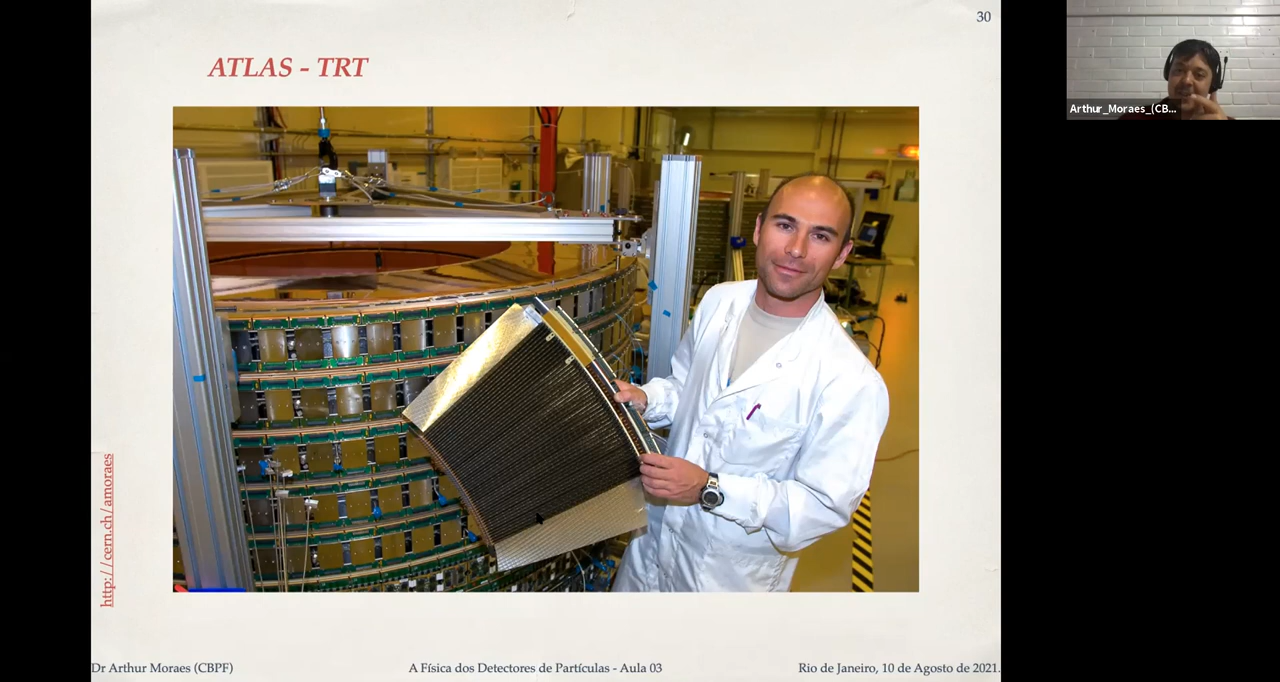 30
ATLAS - TRT
Arthur_Moraes_(CB...
http://cern.ch/amoraes
Dr Arthur Moraes (CBPF)
A Física dos Detectores de Partículas - Aula 03
Rio de Janeiro, 10 de Agosto de 2021.